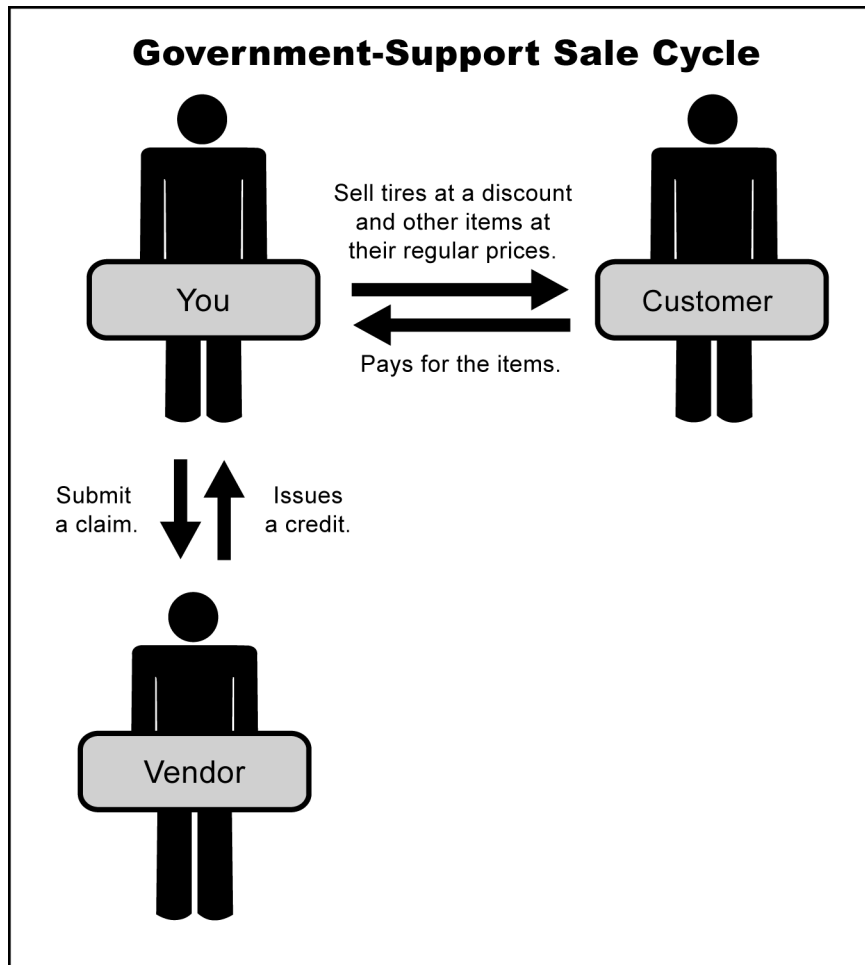 Government-Support Sale Cycle
Sell tires at a discount
and other items at
their regular prices.
You
Customer
Pays for the items.
Submit
a claim.
Issues
a credit.
Vendor